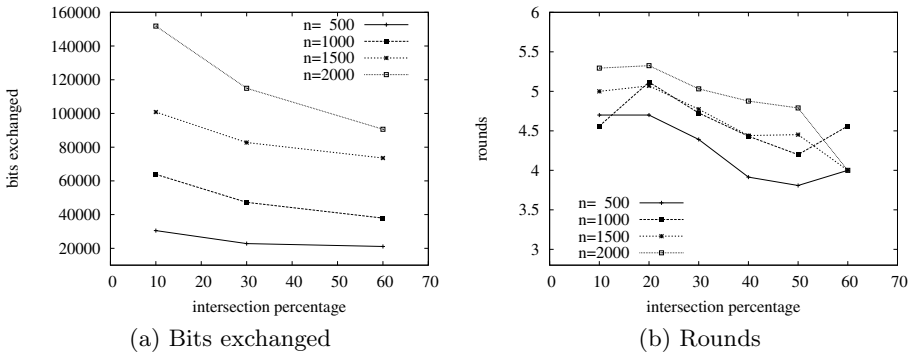 160000
140000
120000
100000
80000
60000
40000
20000
bits exchanged
n= 500
n=1000
n=1500
n=2000
0 10 20 30 40 50 60 70
intersection percentage
(a) Bits exchanged
6
5.5
5
4.5
4
3.5
3
rounds
n= 500
n=1000
n=1500
n=2000
0 10 20 30 40 50 60 70
intersection percentage
(b) Rounds